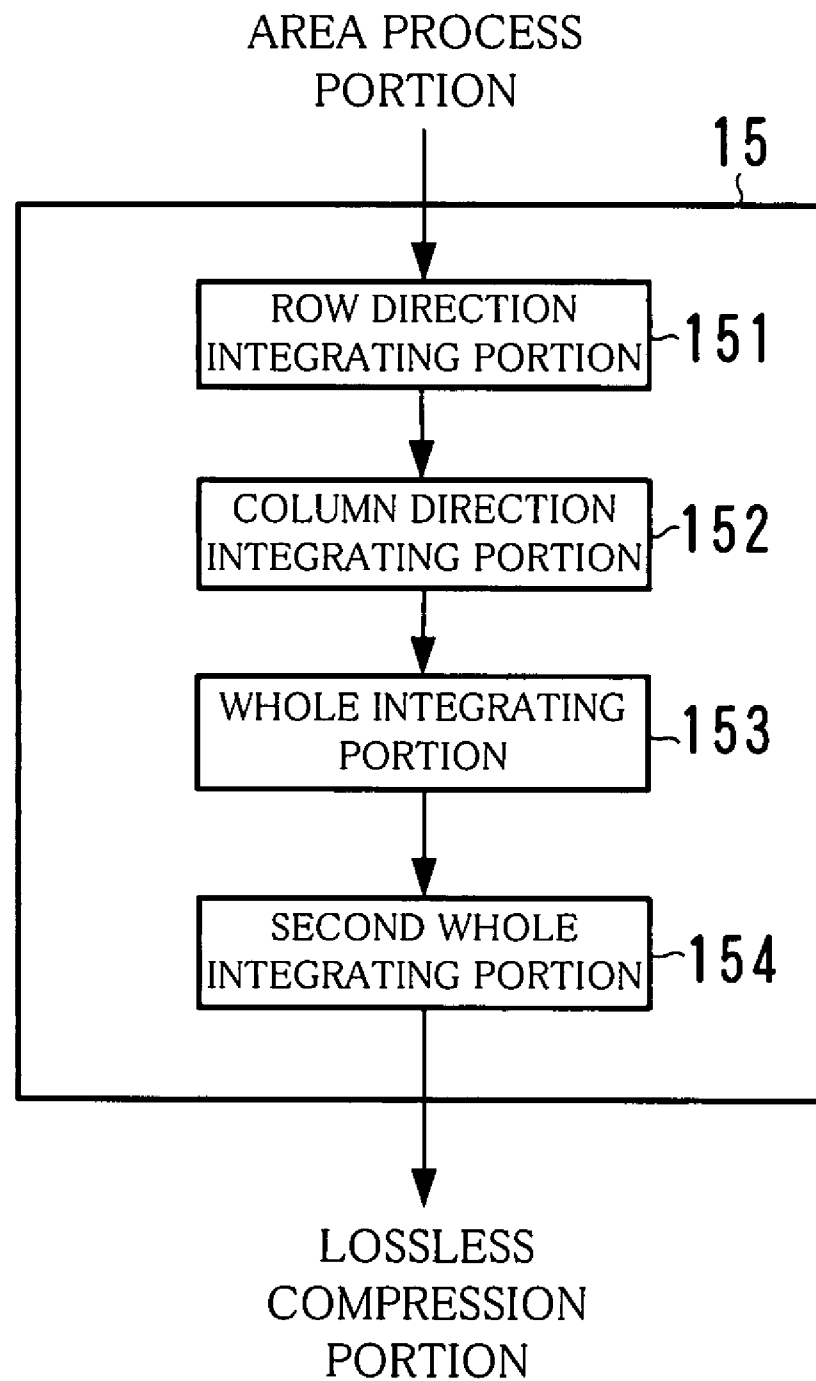 AREA PROCESS
PORTION
15
ROW DIRECTION
INTEGRATING PORTION
151
COLUMN DIRECTION
INTEGRATING PORTION
152
WHOLE INTEGRATING
PORTION
153
SECOND WHOLE
INTEGRATING PORTION
154
LOSSLESS
COMPRESSION
PORTION